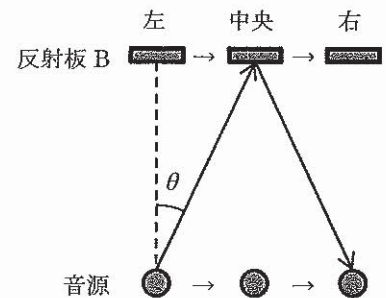 左 中央 右
反射板 B → →
θ
音源 → →